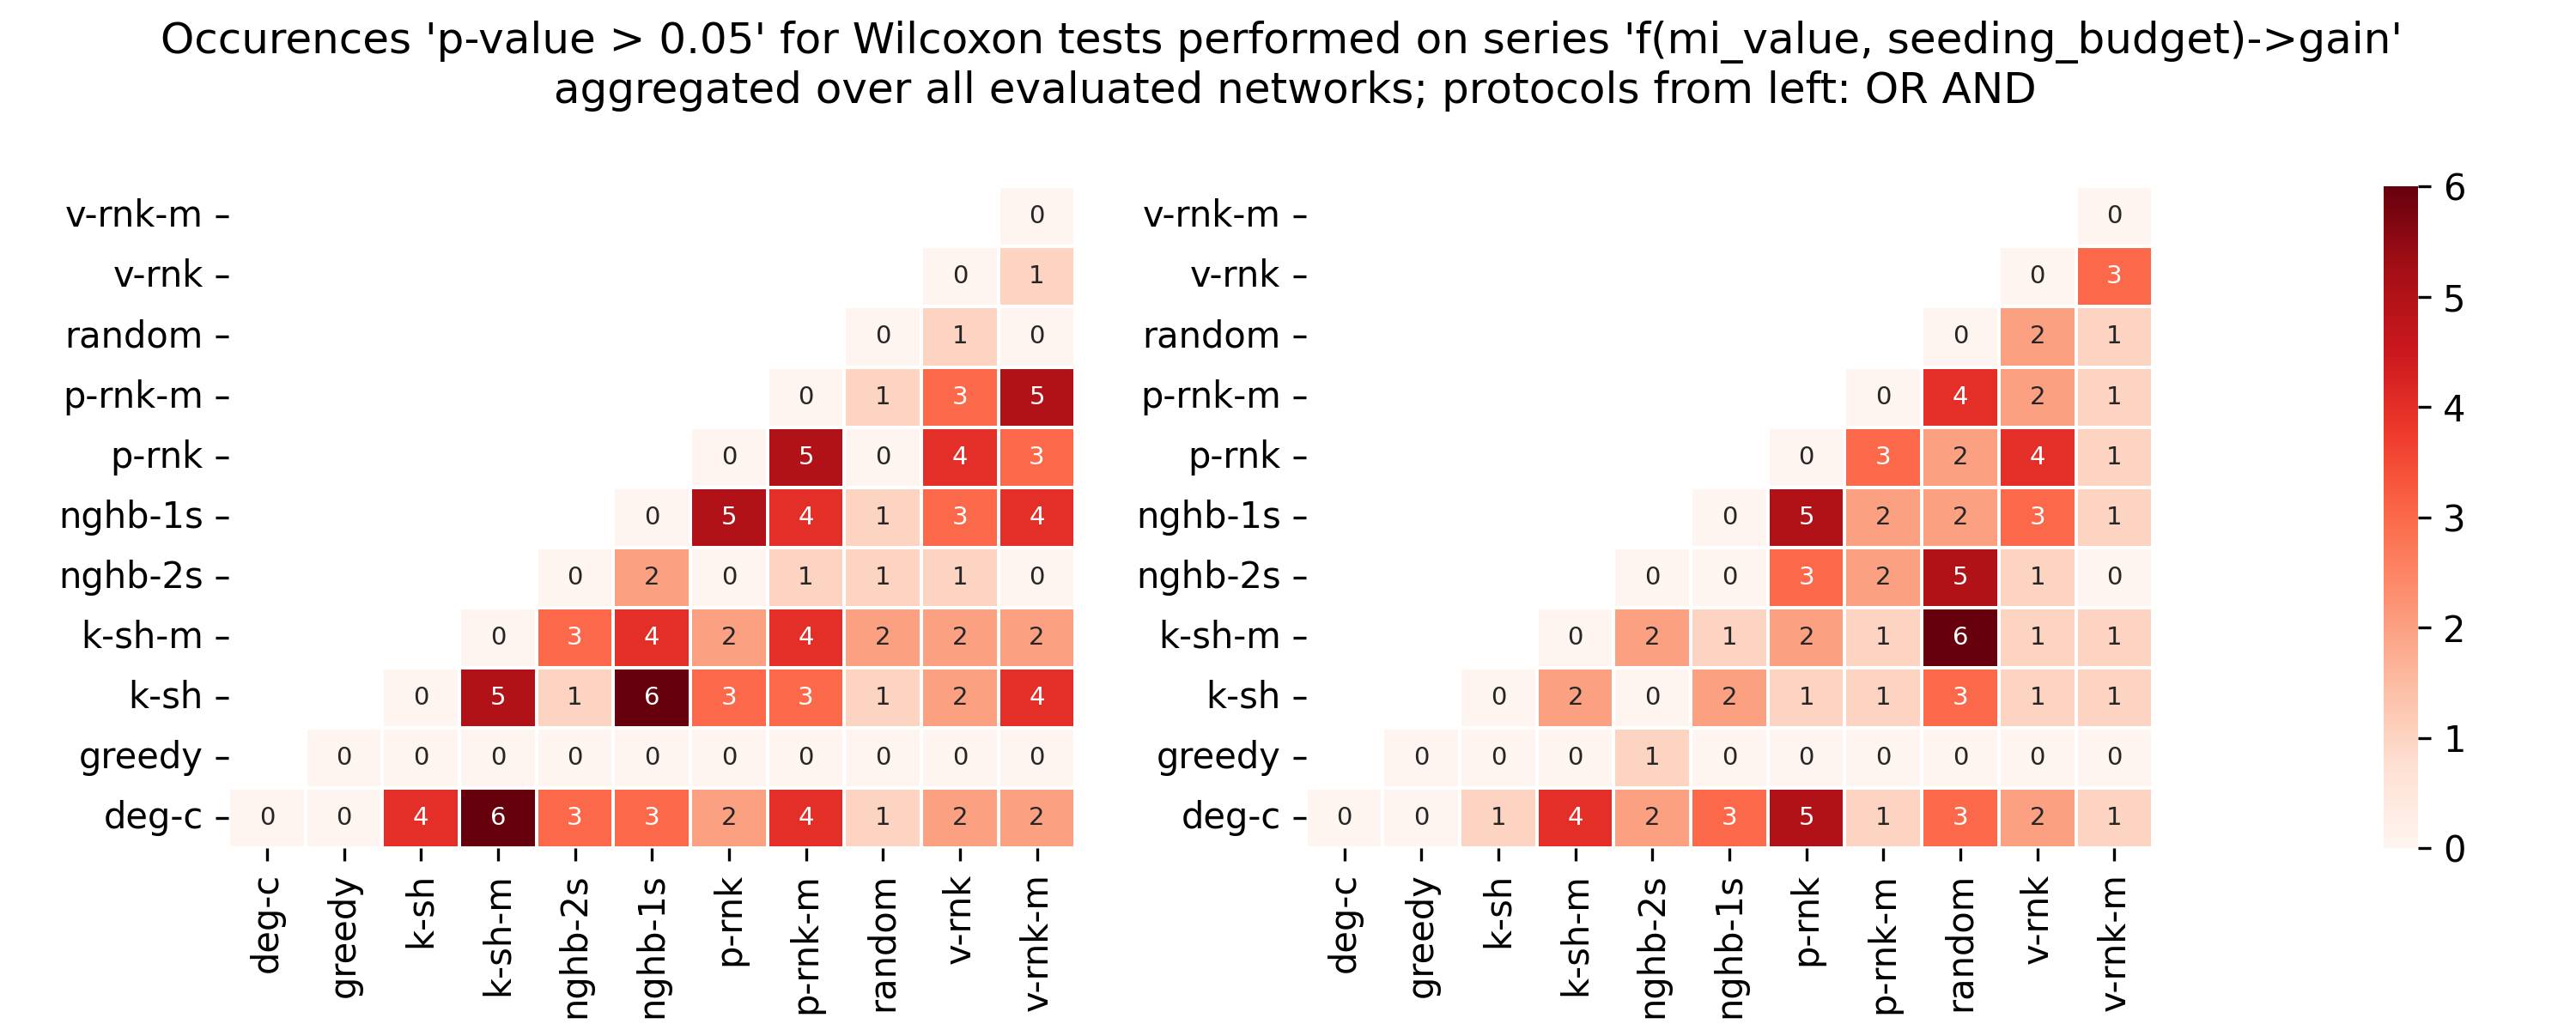 Occurences 'p-value > 0.05' for Wilcoxon tests performed on series 'f(mi_value, seeding_budget)->gain'
aggregated over all evaluated networks; protocols from left: OR AND
v-rnk-m 0
v-rnk 0 1
random 0 1 0
p-rnk-m 0 1 3 5
p-rnk 0 5 0 4 3
nghb-1s 0 5 4 1 3 4
nghb-2s 0 2 0 1 1 1 0
k-sh-m 0 3 4 2 4 2 2 2
k-sh 0 5 1 6 3 3 1 2 4
greedy 0 0 0 0 0 0 0 0 0 0
deg-c 0 0 4 6 3 3 2 4 1 2 2
deg-c greedy k-sh k-sh-m nghb-2s nghb-1s p-rnk p-rnk-m random v-rnk v-rnk-m
v-rnk-m 0
v-rnk 0 3
random 0 2 1
p-rnk-m 0 4 2 1
p-rnk 0 3 2 4 1
nghb-1s 0 5 2 2 3 1
nghb-2s 0 0 3 2 5 1 0
k-sh-m 0 2 1 2 1 6 1 1
k-sh 0 2 0 2 1 1 3 1 1
greedy 0 0 0 1 0 0 0 0 0 0
deg-c 0 0 1 4 2 3 5 1 3 2 1
deg-c greedy k-sh k-sh-m nghb-2s nghb-1s p-rnk p-rnk-m random v-rnk v-rnk-m
6
5
4
3
2
1
0